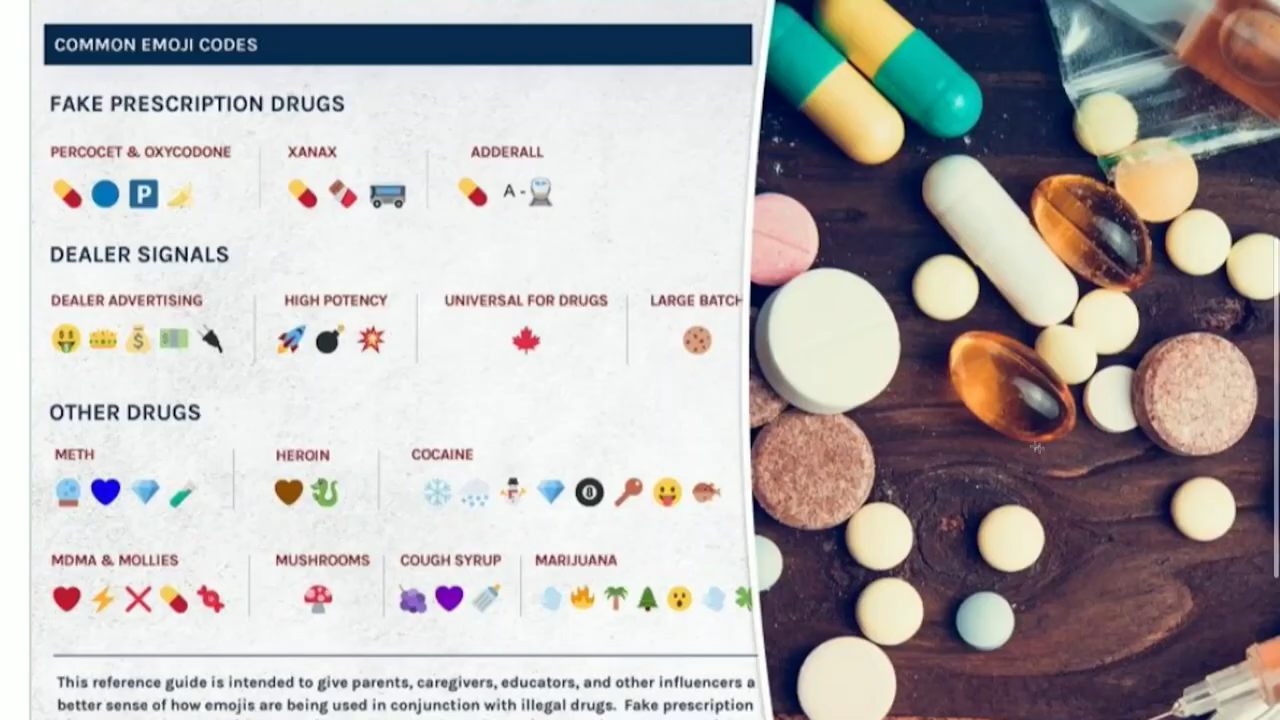 COMMON EMOJI CODES
FAKE PRESCRIPTION DRUGS
PERCOCET & OXYCODONE XANAX ADDERALL
P A -
DEALER SIGNALS
DEALER ADVERTISING HIGH POTENCY UNIVERSAL FOR DRUGS LARGE BATCH
OTHER DRUGS
METH HEROIN COCAINE
8
MDMA & MOLLIES MUSHROOMS COUGH SYRUP MARIJUANA
This reference guide is intended to give parents, caregivers, educators, and other influencers a
better sense of how emojis are being used in conjunction with illegal drugs. Fake prescription